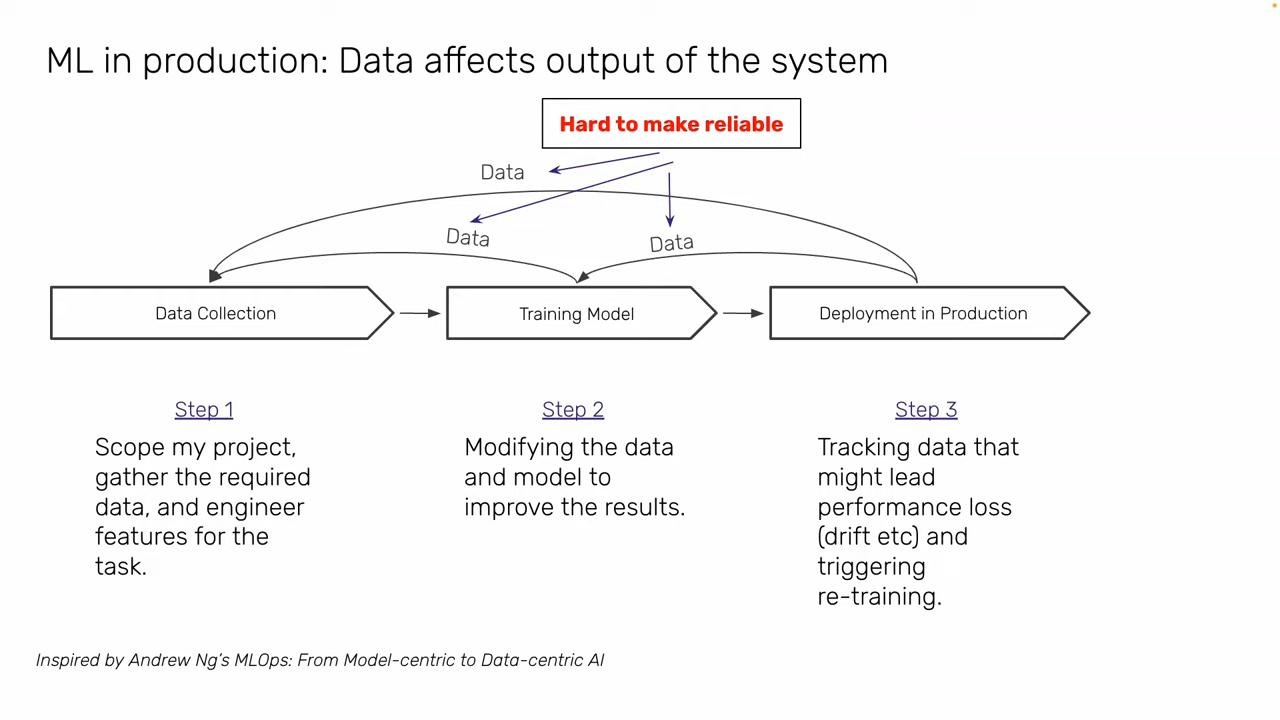 ML in production: Data affects output of the system
Hard to make reliable
Data
Data
Data
Data Collection
Training Model
Deployment in Production
Step 1
Scope my project,
gather the required
data, and engineer
features for the
task.
Step 2
Modifying the data
and model to
improve the results.
Step 3
Tracking data that
might lead
performance loss
(drift etc) and
triggering
re-training.
Inspired by Andrew Ng's MLOps: From Model-centric to Data-centric AI